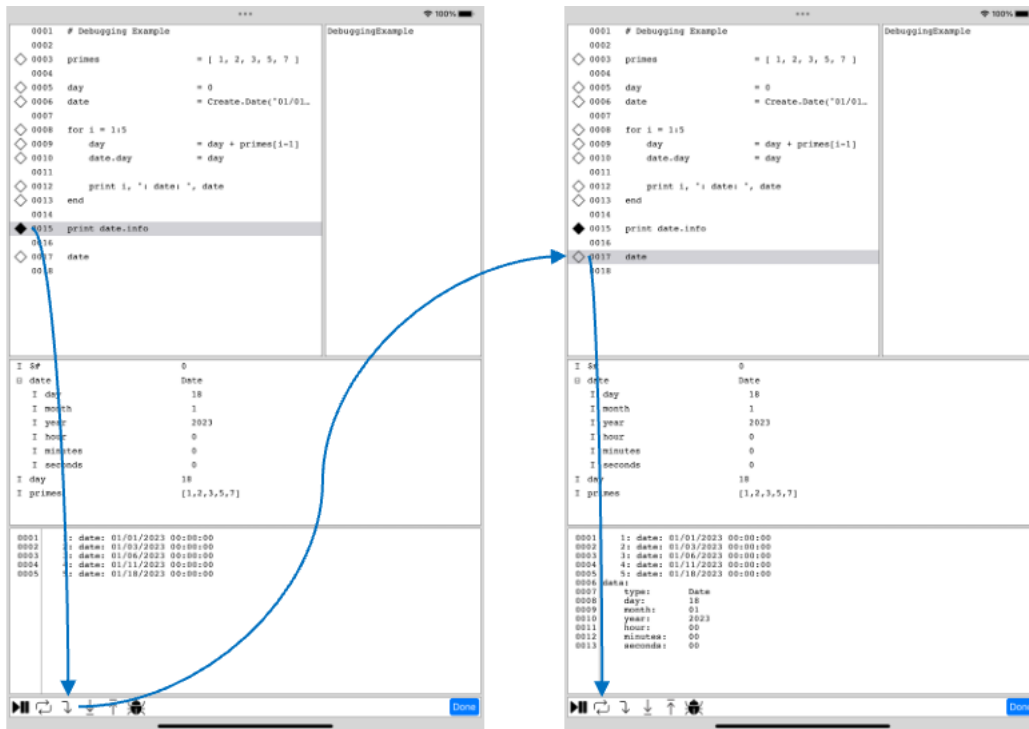 100%
0001 # Debugging Example
0002
0003 primes = [ 1, 2, 3, 5, 7 ]
0004
0005 day = 0
0006 date = Create.Date("01/01…
0007
0008 for i = 1:5
0009 day = day + primes[i-1]
0010 date.day = day
0011
0012 print i, ": date: ", date
0013 end
0014
0015 print date.info
0016
0017 date
0018
DebuggingExample
I $# 0
date Date
I day 18
I month 1
I year 2023
I hour 0
I minutes 0
I seconds 0
I day 18
I primes [1,2,3,5,7]
0001 1: date: 01/01/2023 00:00:00
0002 2: date: 01/03/2023 00:00:00
0003 3: date: 01/06/2023 00:00:00
0004 4: date: 01/11/2023 00:00:00
0005 5: date: 01/18/2023 00:00:00
Done
100%
0001 # Debugging Example
0002
0003 primes = [ 1, 2, 3, 5, 7 ]
0004
0005 day = 0
0006 date = Create.Date("01/01…
0007
0008 for i = 1:5
0009 day = day + primes[i-1]
0010 date.day = day
0011
0012 print i, ": date: ", date
0013 end
0014
0015 print date.info
0016
0017 date
0018
DebuggingExample
I $# 0
date Date
I day 18
I month 1
I year 2023
I hour 0
I minutes 0
I seconds 0
I day 18
I primes [1,2,3,5,7]
0001 1: date: 01/01/2023 00:00:00
0002 2: date: 01/03/2023 00:00:00
0003 3: date: 01/06/2023 00:00:00
0004 4: date: 01/11/2023 00:00:00
0005 5: date: 01/18/2023 00:00:00
0006 data:
0007 type: Date
0008 day: 18
0009 month: 01
0010 year: 2023
0011 hour: 00
0012 minutes: 00
0013 seconds: 00
Done